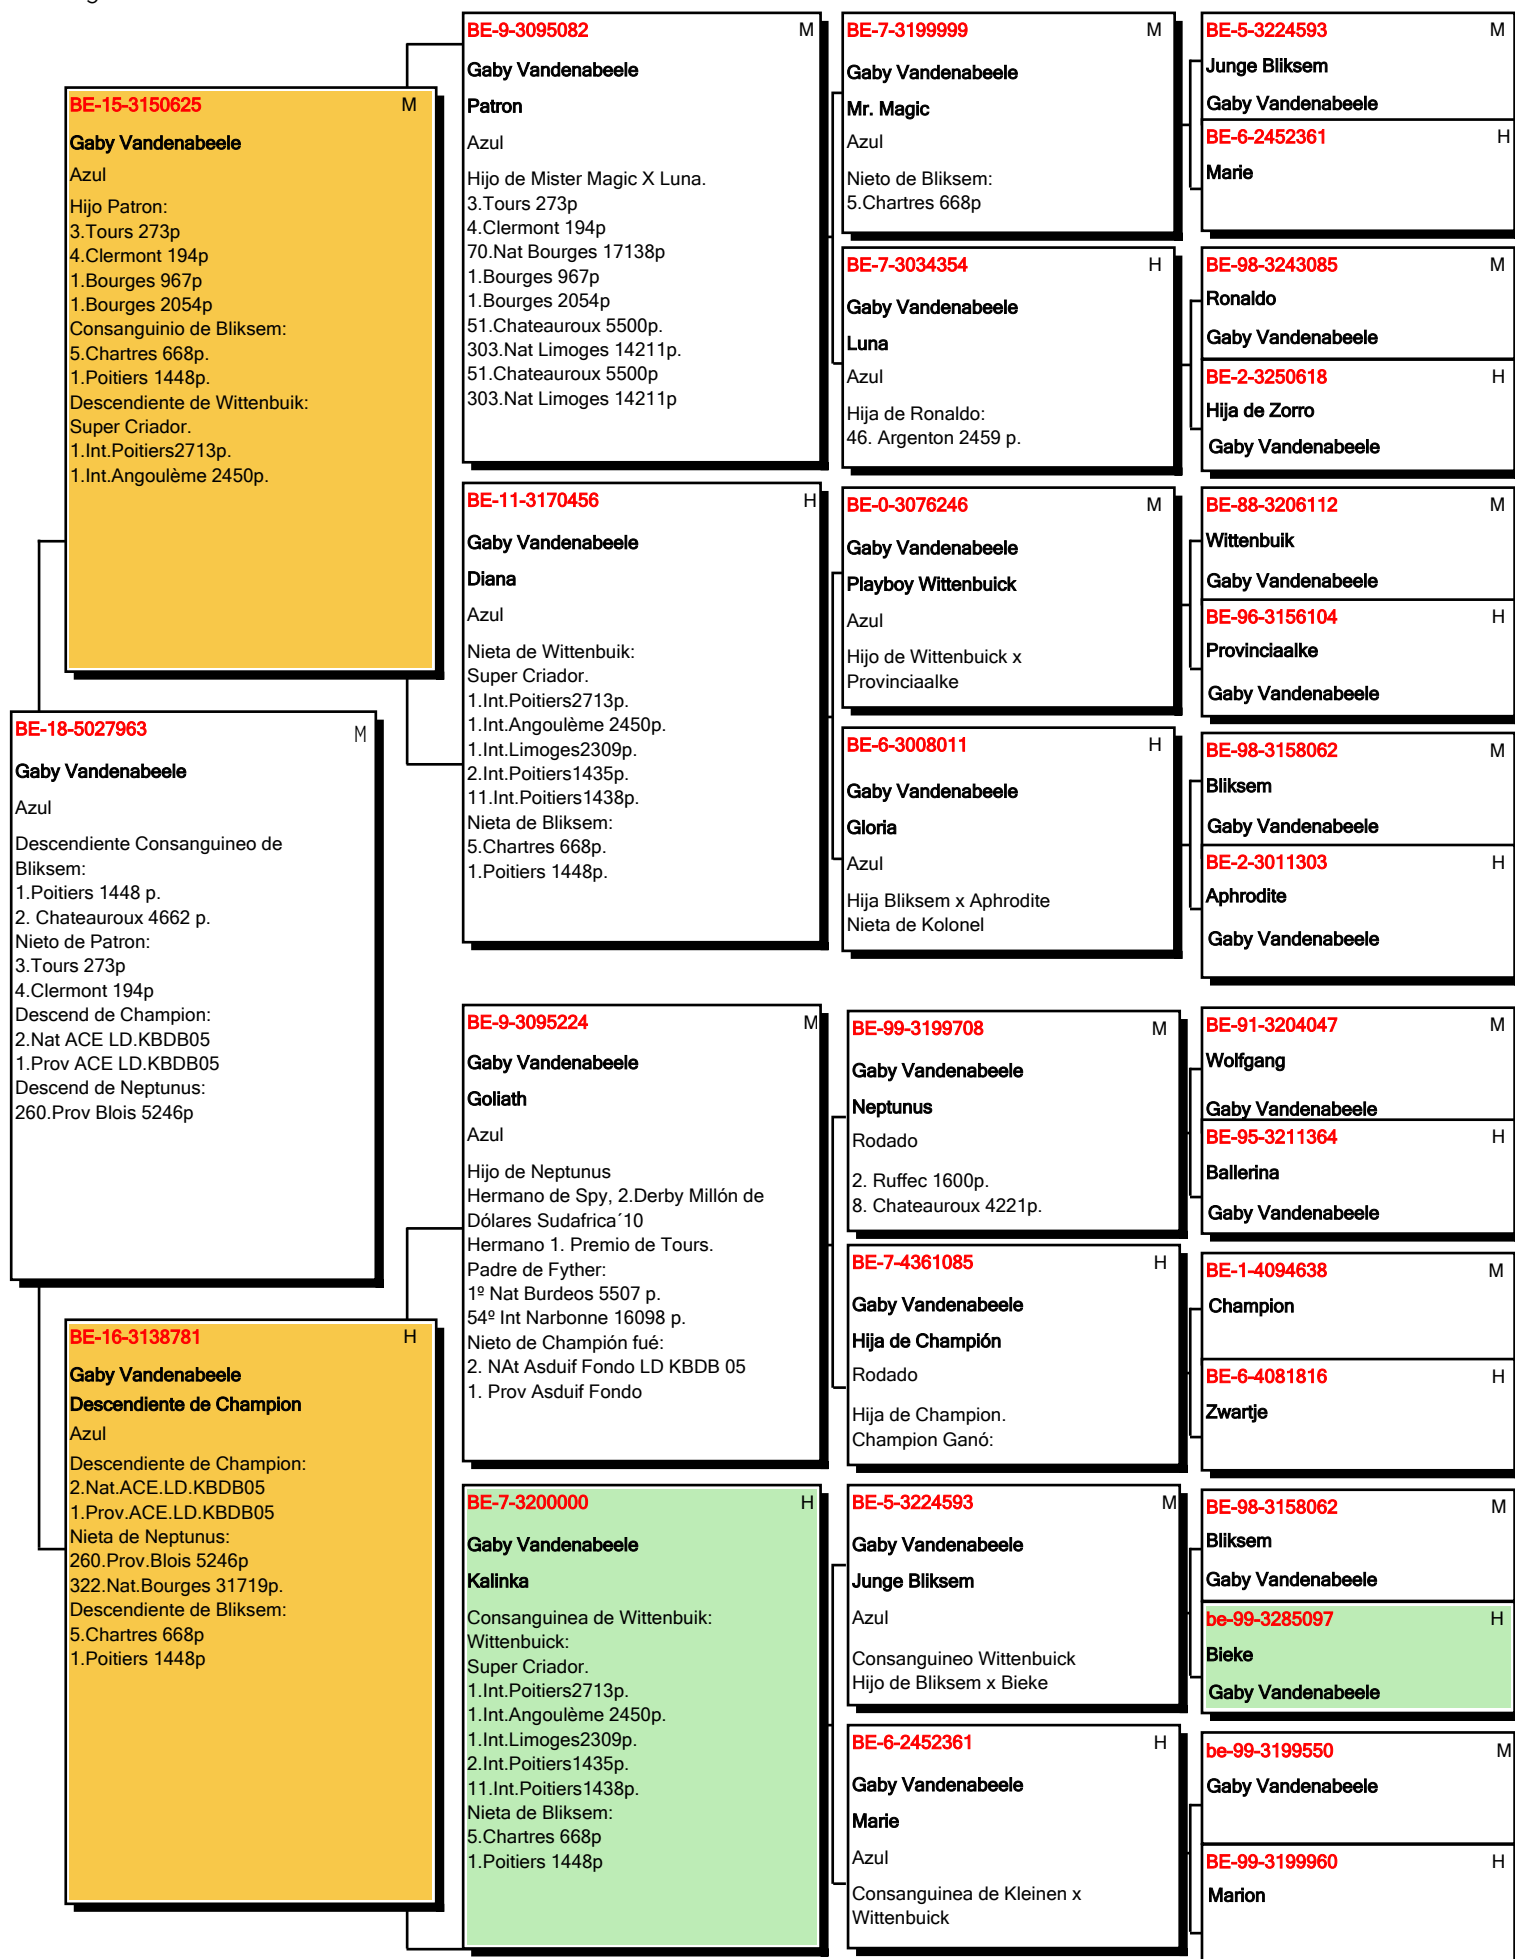 BE-18-5027963 M
Gaby Vandenabeele
Azul
Descendiente Consanguineo de
Bliksem:
1.Poitiers 1448 p.
2. Chateauroux 4662 p.
Nieto de Patron:
3.Tours 273p
4.Clermont 194p
Descend de Champion:
2.Nat ACE LD.KBDB05
1.Prov ACE LD.KBDB05
Descend de Neptunus:
260.Prov Blois 5246p
BE-15-3150625 M
Gaby Vandenabeele
Azul
Hijo Patron:
3.Tours 273p
4.Clermont 194p
1.Bourges 967p
1.Bourges 2054p
Consanguinio de Bliksem:
5.Chartres 668p.
1.Poitiers 1448p.
Descendiente de Wittenbuik:
Super Criador.
1.Int.Poitiers2713p.
1.Int.Angoulème 2450p.
BE-16-3138781 H
Gaby Vandenabeele
Descendiente de Champion
Azul
Descendiente de Champion:
2.Nat.ACE.LD.KBDB05
1.Prov.ACE.LD.KBDB05
Nieta de Neptunus:
260.Prov.Blois 5246p
322.Nat.Bourges 31719p.
Descendiente de Bliksem:
5.Chartres 668p
1.Poitiers 1448p
BE-9-3095082 M
Gaby Vandenabeele
Patron
Azul
Hijo de Mister Magic X Luna.
3.Tours 273p
4.Clermont 194p
70.Nat Bourges 17138p
1.Bourges 967p
1.Bourges 2054p
51.Chateauroux 5500p.
303.Nat Limoges 14211p.
51.Chateauroux 5500p
303.Nat Limoges 14211p
BE-11-3170456 H
Gaby Vandenabeele
Diana
Azul
Nieta de Wittenbuik:
Super Criador.
1.Int.Poitiers2713p.
1.Int.Angoulème 2450p.
1.Int.Limoges2309p.
2.Int.Poitiers1435p.
11.Int.Poitiers1438p.
Nieta de Bliksem:
5.Chartres 668p.
1.Poitiers 1448p.
BE-9-3095224 M
Gaby Vandenabeele
Goliath
Azul
Hijo de Neptunus
Hermano de Spy, 2.Derby Millón de
Dólares Sudafrica´10
Hermano 1. Premio de Tours.
Padre de Fyther:
1º Nat Burdeos 5507 p.
54º Int Narbonne 16098 p.
Nieto de Champión fué:
2. NAt Asduif Fondo LD KBDB 05
1. Prov Asduif Fondo
BE-7-3200000 H
Gaby Vandenabeele
Kalinka
Consanguinea de Wittenbuik:
Wittenbuick:
Super Criador.
1.Int.Poitiers2713p.
1.Int.Angoulème 2450p.
1.Int.Limoges2309p.
2.Int.Poitiers1435p.
11.Int.Poitiers1438p.
Nieta de Bliksem:
5.Chartres 668p
1.Poitiers 1448p
BE-7-3199999 M
Gaby Vandenabeele
Mr. Magic
Azul
Nieto de Bliksem:
5.Chartres 668p
BE-7-3034354 H
Gaby Vandenabeele
Luna
Azul
Hija de Ronaldo:
46. Argenton 2459 p.
BE-0-3076246 M
Gaby Vandenabeele
Playboy Wittenbuick
Azul
Hijo de Wittenbuick x
Provinciaalke
BE-6-3008011 H
Gaby Vandenabeele
Gloria
Azul
Hija Bliksem x Aphrodite
Nieta de Kolonel
BE-99-3199708 M
Gaby Vandenabeele
Neptunus
Rodado
2. Ruffec 1600p.
8. Chateauroux 4221p.
BE-7-4361085 H
Gaby Vandenabeele
Hija de Champión
Rodado
Hija de Champion.
Champion Ganó:
BE-5-3224593 M
Gaby Vandenabeele
Junge Bliksem
Azul
Consanguineo Wittenbuick
Hijo de Bliksem x Bieke
BE-6-2452361 H
Gaby Vandenabeele
Marie
Azul
Consanguinea de Kleinen x
Wittenbuick
BE-5-3224593 M
Junge Bliksem
Gaby Vandenabeele
BE-6-2452361 H
Marie
BE-98-3243085 M
Ronaldo
Gaby Vandenabeele
BE-2-3250618 H
Hija de Zorro
Gaby Vandenabeele
BE-88-3206112 M
Wittenbuik
Gaby Vandenabeele
BE-96-3156104 H
Provinciaalke
Gaby Vandenabeele
BE-98-3158062 M
Bliksem
Gaby Vandenabeele
BE-2-3011303 H
Aphrodite
Gaby Vandenabeele
BE-91-3204047 M
Wolfgang
Gaby Vandenabeele
BE-95-3211364 H
Ballerina
Gaby Vandenabeele
BE-1-4094638 M
Champion
BE-6-4081816 H
Zwartje
BE-98-3158062 M
Bliksem
Gaby Vandenabeele
be-99-3285097 H
Bieke
Gaby Vandenabeele
be-99-3199550 M
Gaby Vandenabeele
BE-99-3199960 H
Marion